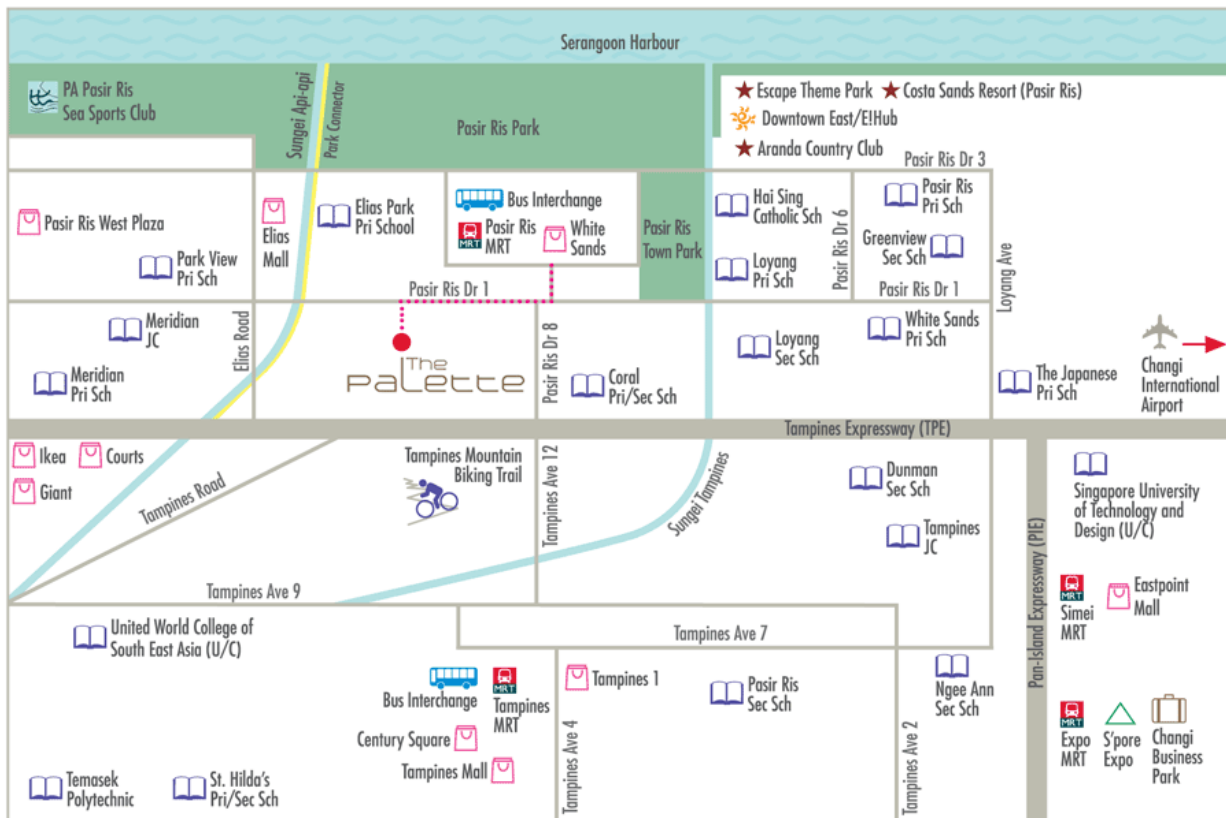 Serangoon Harbour
PA Pasir Ris
Sea Sports Club
Sungei Api-api
Park Connector
Pasir Ris Park
Escape Theme Park
Costa Sands Resort (Pasir Ris)
Downtown East/E!Hub
Aranda Country Club
Pasir Ris Dr 3
Pasir Ris West Plaza
Elias
Mall
Elias Park
Pri School
Bus Interchange
MRT
Pasir Ris
MRT
White
Sands
Pasir Ris
Town Park
Hai Sing
Catholic Sch
Pasir Ris Dr 6
Pasir Ris
Pri Sch
Greenview
Sec Sch
Loyang Ave
Park View
Pri Sch
Loyang
Pri Sch
Pasir Ris Dr 1
Pasir Ris Dr 1
Meridian
JC
Elias Road
The
Palette
Pasir Ris Dr 8
Loyang
Sec Sch
White Sands
Pri Sch
Meridian
Pri Sch
Coral
Pri/Sec Sch
The Japanese
Pri Sch
Changi
International
Airport
Tampines Expressway (TPE)
Ikea
Courts
Giant
Tampines Road
Tampines Mountain
Biking Trail
Tampines Ave 12
Sungei Tampines
Dunman
Sec Sch
Tampines
JC
Pan-Island Expressway (PIE)
Singapore University
of Technology and
Design (U/C)
Tampines Ave 9
MRT
Simei
MRT
Eastpoint
Mall
United World College of
South East Asia (U/C)
Tampines Ave 7
Bus Interchange
MRT
Tampines
MRT
Tampines 1
Pasir Ris
Sec Sch
Ngee Ann
Sec Sch
Century Square
Tampines Mall
Tampines Ave 4
Tampines Ave 2
MRT
Expo
MRT
S'pore
Expo
Changi
Business
Park
Temasek
Polytechnic
St. Hilda's
Pri/Sec Sch